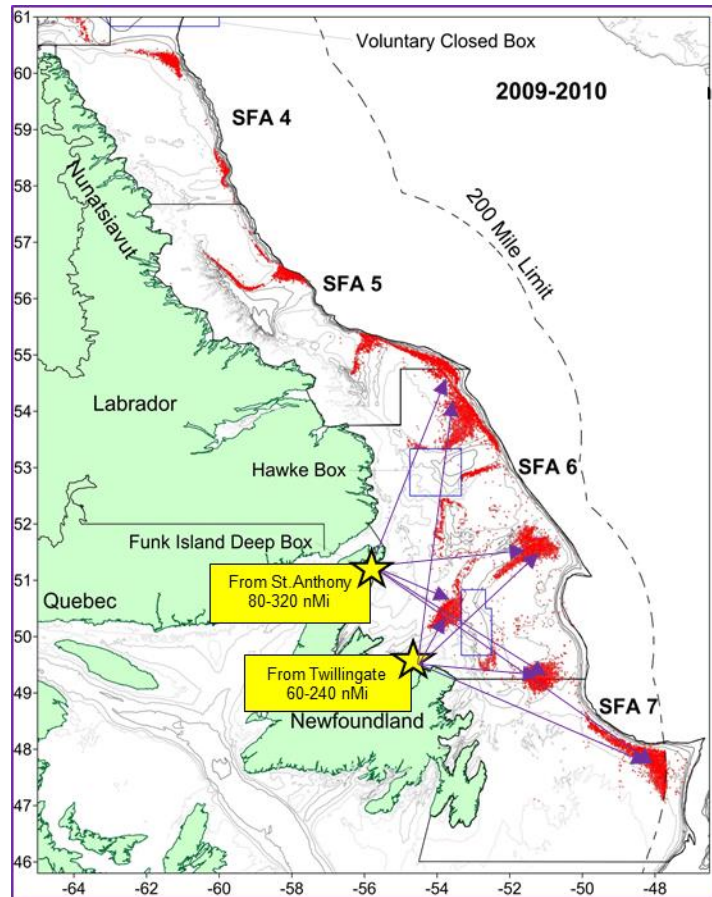 61
60
59
58
57
56
55
54
53
52
51
50
49
48
47
46
Voluntary Closed Box
2009-2010
SFA 4
Nunatsiavut
200 Mile Limit
SFA 5
Labrador
Hawke Box
SFA 6
Funk Island Deep Box
From St.Anthony
80-320 nMi
Quebec
From Twillingate
60-240 nMi
Newfoundland
SFA 7
-64
-62
-60
-58
-56
-54
-52
-50
-48